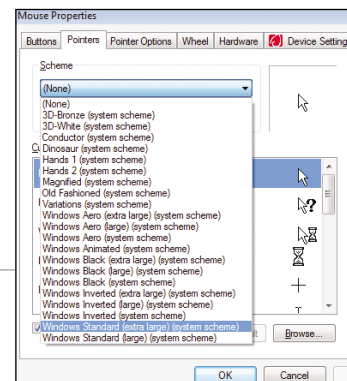 Mouse Properties
Buttons Pointers Pointer Options Wheel Hardware Device Setting
Scheme
(None)
(None)
3D-Bronze (system scheme)
3D-White (system scheme)
Conductor (system scheme)
Dinosaur (system scheme)
Hands 1 (system scheme)
Hands 2 (system scheme)
Magnified (system scheme)
Old Fashioned (system scheme)
Variations (system scheme)
Windows Aero (extra large) (system scheme)
Windows Aero (large) (system scheme)
Windows Aero (system scheme)
Windows Animated (system scheme)
Windows Black (extra large) (system scheme)
Windows Black (large) (system scheme)
Windows Black (system scheme)
Windows Inverted (extra large) (system scheme)
Windows Inverted (large) (system scheme)
Windows Inverted (system scheme)
Windows Standard (extra large) (system scheme)
Windows Standard (large) (system scheme)
Browse...
OK Cancel